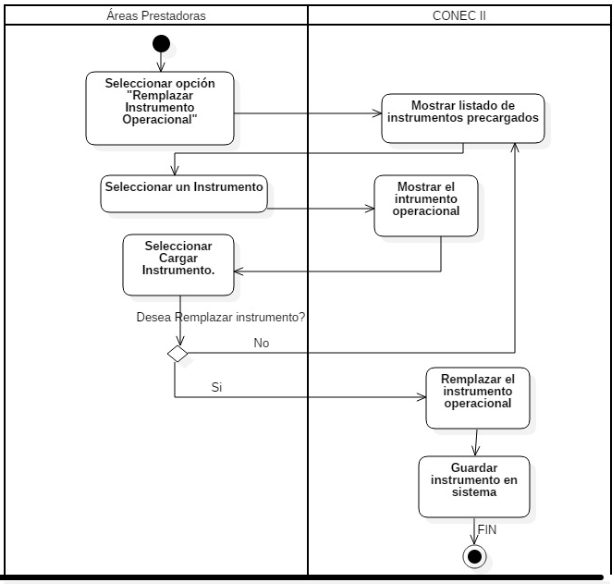 Áreas Prestadoras
CONEC II
Seleccionar opción
"Remplazar
Instrumento
Operacional"
Mostrar listado de
instrumentos precargados
Seleccionar un Instrumento
Mostrar el
intrumento
operacional
Seleccionar
Cargar
Instrumento.
Desea Remplazar instrumento?
No
Si
Remplazar el
instrumento
operacional
Guardar
instrumento en
sistema
FIN